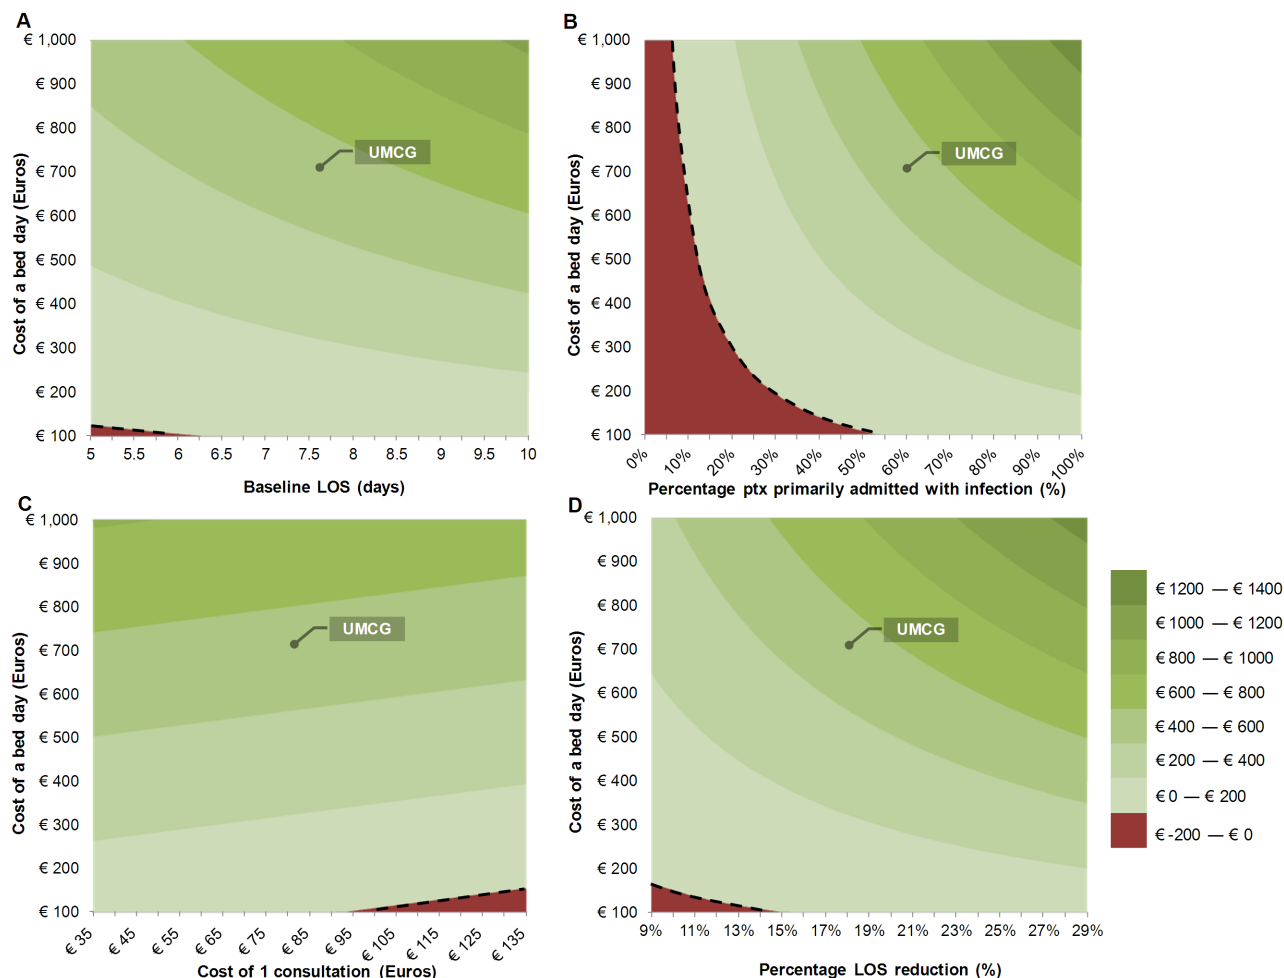 A
€ 1,000
€ 900
€ 800
€ 700
€ 600
€ 500
€ 400
€ 300
€ 200
€ 100
Cost of a bed day (Euros)
UMCG
5 5.5 6 6.5 7 7.5 8 8.5 9 9.5 10
Baseline LOS (days)
B
€ 1,000
€ 900
€ 800
€ 700
€ 600
€ 500
€ 400
€ 300
€ 200
€ 100
Cost of a bed day (Euros)
UMCG
0% 10% 20% 30% 40% 50% 60% 70% 80% 90% 100%
Percentage ptx primarily admitted with infection (%)
C
€ 1,000
€ 900
€ 800
€ 700
€ 600
€ 500
€ 400
€ 300
€ 200
€ 100
Cost of a bed day (Euros)
UMCG
€ 35 € 45 € 55 € 65 € 75 € 85 € 95 € 105 € 115 € 125 € 135
Cost of 1 consultation (Euros)
D
€ 1,000
€ 900
€ 800
€ 700
€ 600
€ 500
€ 400
€ 300
€ 200
€ 100
Cost of a bed day (Euros)
UMCG
9% 11% 13% 15% 17% 19% 21% 23% 25% 27% 29%
Percentage LOS reduction (%)
€ 1200 — € 1400
€ 1000 — € 1200
€ 800 — € 1000
€ 600 — € 800
€ 400 — € 600
€ 200 — € 400
€ 0 — € 200
€ -200 — € 0